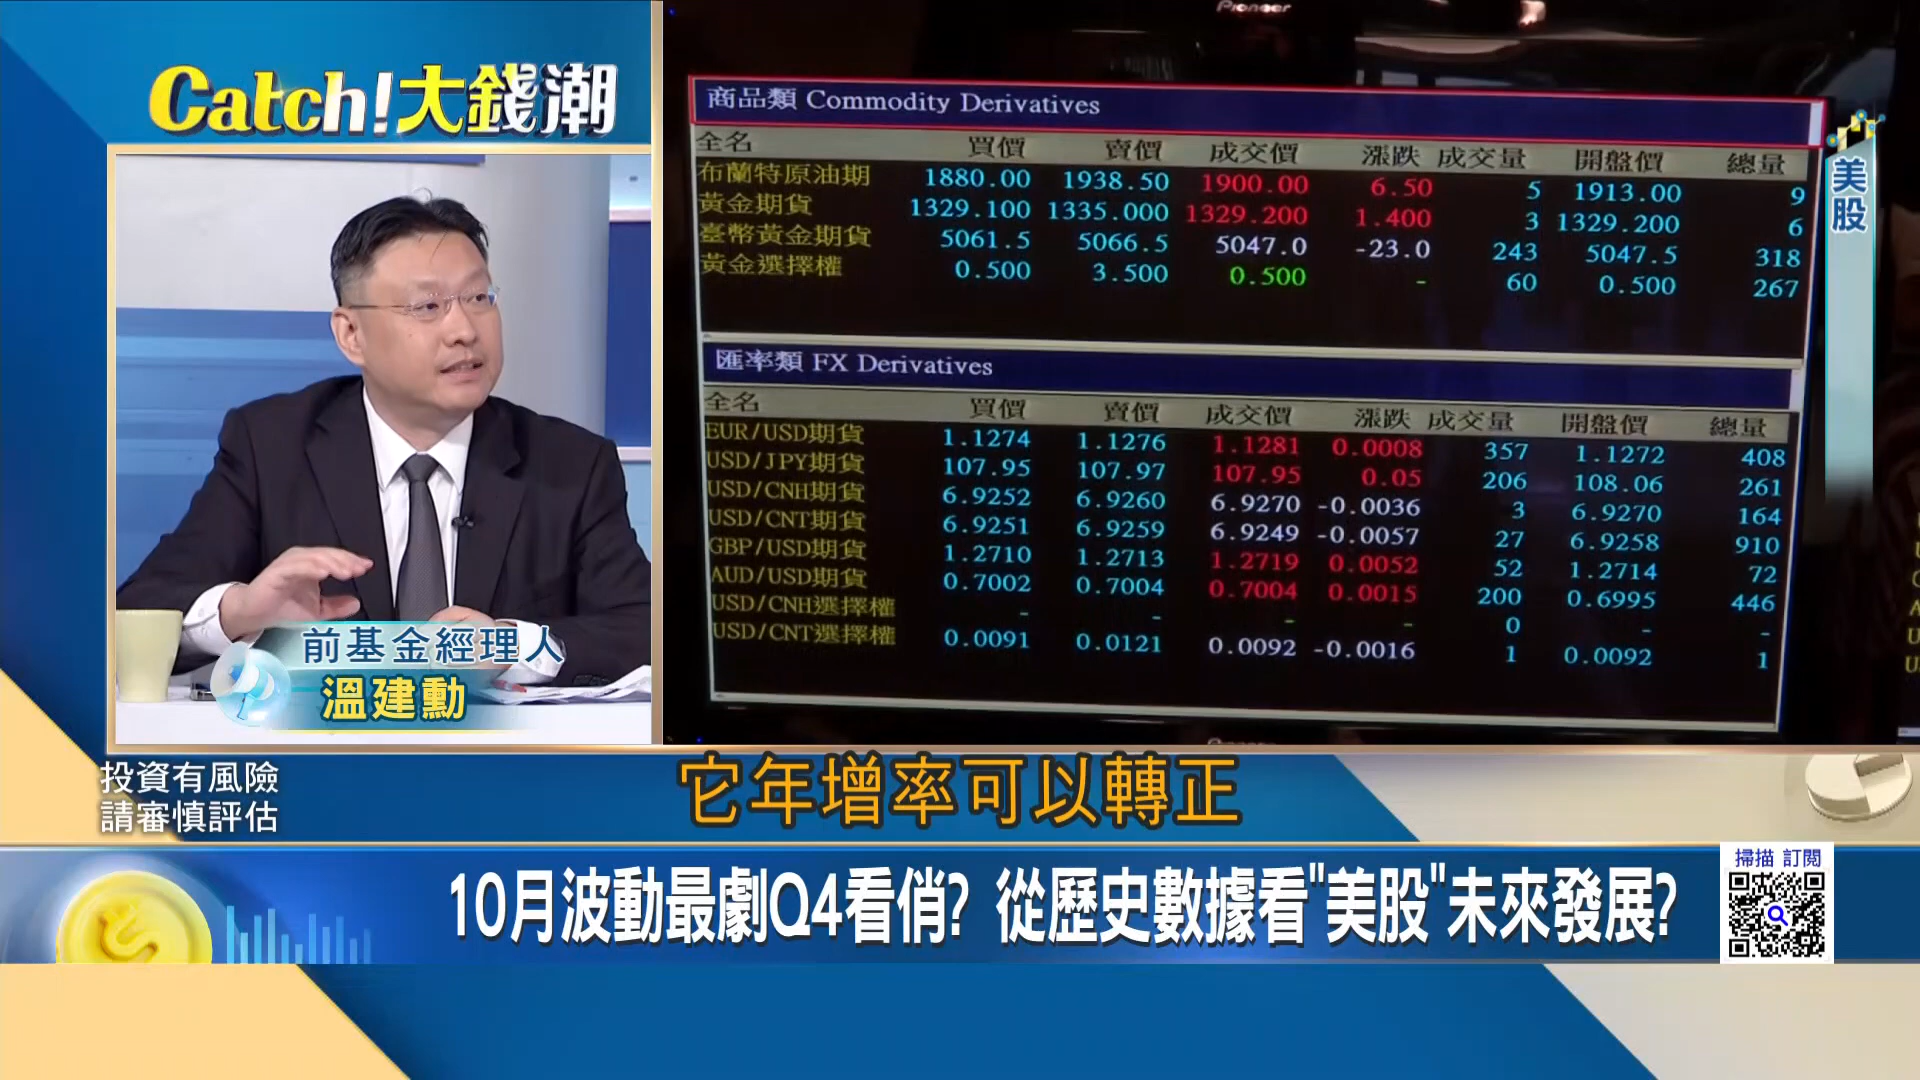 Catch!大錢潮
前基金經理人
溫建勳
Pioneer
商品類 Commodity Derivatives
全名 買價 賣價 成交價 漲跌 成交量 開盤價 總量
布蘭特原油期 1880.00 1938.50 1900.00 6.50 5 1913.00 9
黃金期貨 1329.100 1335.000 1329.200 1.400 3 1329.200 6
臺幣黃金期貨 5061.5 5066.5 5047.0 -23.0 243 5047.5 318
黃金選擇權 0.500 3.500 0.500 - 60 0.500 267
匯率類 FX Derivatives
全名 買價 賣價 成交價 漲跌 成交量 開盤價 總量
EUR/USD期貨 1.1274 1.1276 1.1281 0.0008 357 1.1272 408
USD/JPY期貨 107.95 107.97 107.95 0.05 206 108.06 261
USD/CNH期貨 6.9252 6.9260 6.9270 -0.0036 3 6.9270 164
USD/CNT期貨 6.9251 6.9259 6.9249 -0.0057 27 6.9258 910
GBP/USD期貨 1.2710 1.2713 1.2719 0.0052 52 1.2714 72
AUD/USD期貨 0.7002 0.7004 0.7004 0.0015 200 0.6995 446
USD/CNH選擇權 - - - - 0 - -
USD/CNT選擇權 0.0091 0.0121 0.0092 -0.0016 1 0.0092 1
美股
投資有風險
請審慎評估
它年增率可以轉正
10月波動最劇Q4看俏? 從歷史數據看"美股"未來發展?
掃描 訂閱